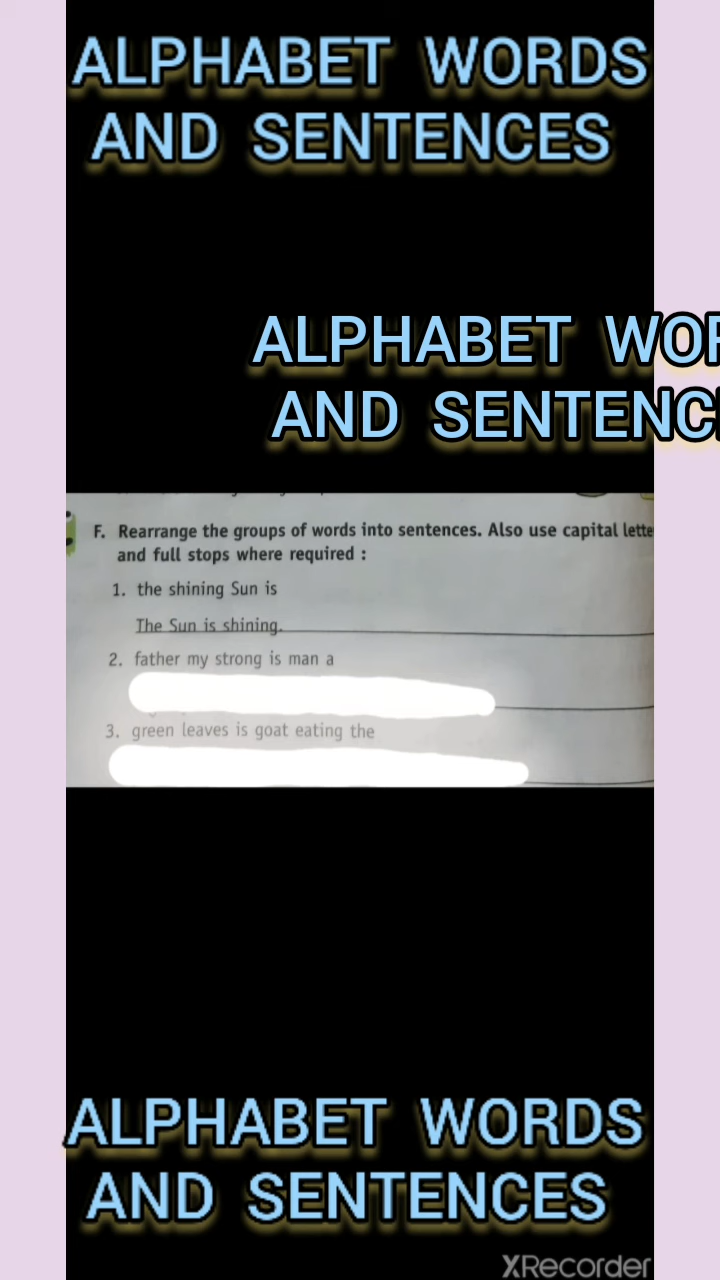 ALPHABET WORDS
AND SENTENCES
ALPHABET WOR
AND SENTENC
F. Rearrange the groups of words into sentences. Also use capital lette
and full stops where required :
1. the shining Sun is
The Sun is shining.
2. father my strong is man a
3. green leaves is goat eating the
ALPHABET WORDS
AND SENTENCES
XRecorder